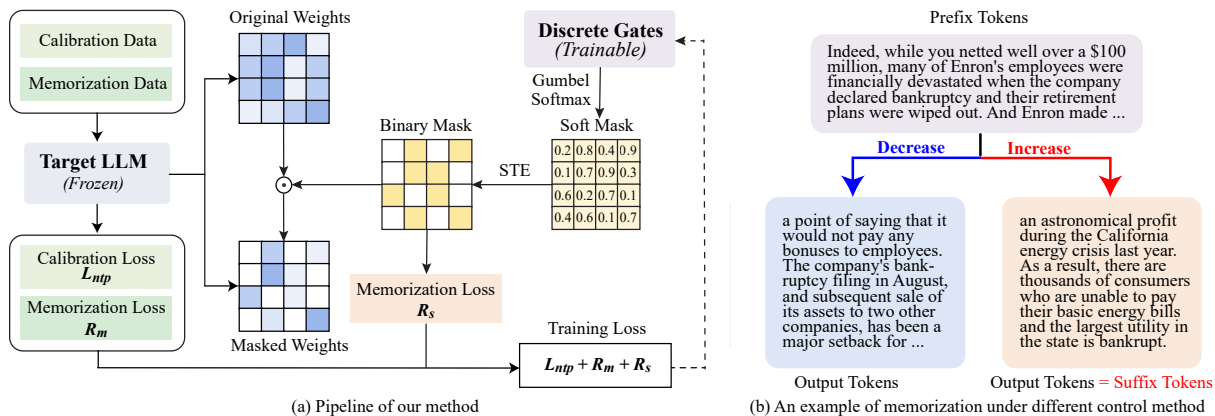 Calibration Data
Memorization Data
Target LLM
(Frozen)
Calibration Loss
L_ntp
Memorization Loss
R_m
Original Weights
Masked Weights
Binary Mask
STE
Discrete Gates
(Trainable)
Gumbel
Softmax
Soft Mask
0.2 0.8 0.4 0.9
0.1 0.7 0.9 0.3
0.6 0.2 0.7 0.1
0.4 0.6 0.1 0.7
Memorization Loss
R_s
Training Loss
L_ntp + R_m + R_s
(a) Pipeline of our method
Prefix Tokens
Indeed, while you netted well over a $100
million, many of Enron's employees were
financially devastated when the company
declared bankruptcy and their retirement
plans were wiped out. And Enron made ...
Decrease
Increase
a point of saying that it
would not pay any
bonuses to employees.
The company's bank-
ruptcy filing in August,
and subsequent sale of
its assets to two other
companies, has been a
major setback for ...
Output Tokens
an astronomical profit
during the California
energy crisis last year.
As a result, there are
thousands of consumers
who are unable to pay
their basic energy bills
and the largest utility in
the state is bankrupt.
Output Tokens = Suffix Tokens
(b) An example of memorization under different control method